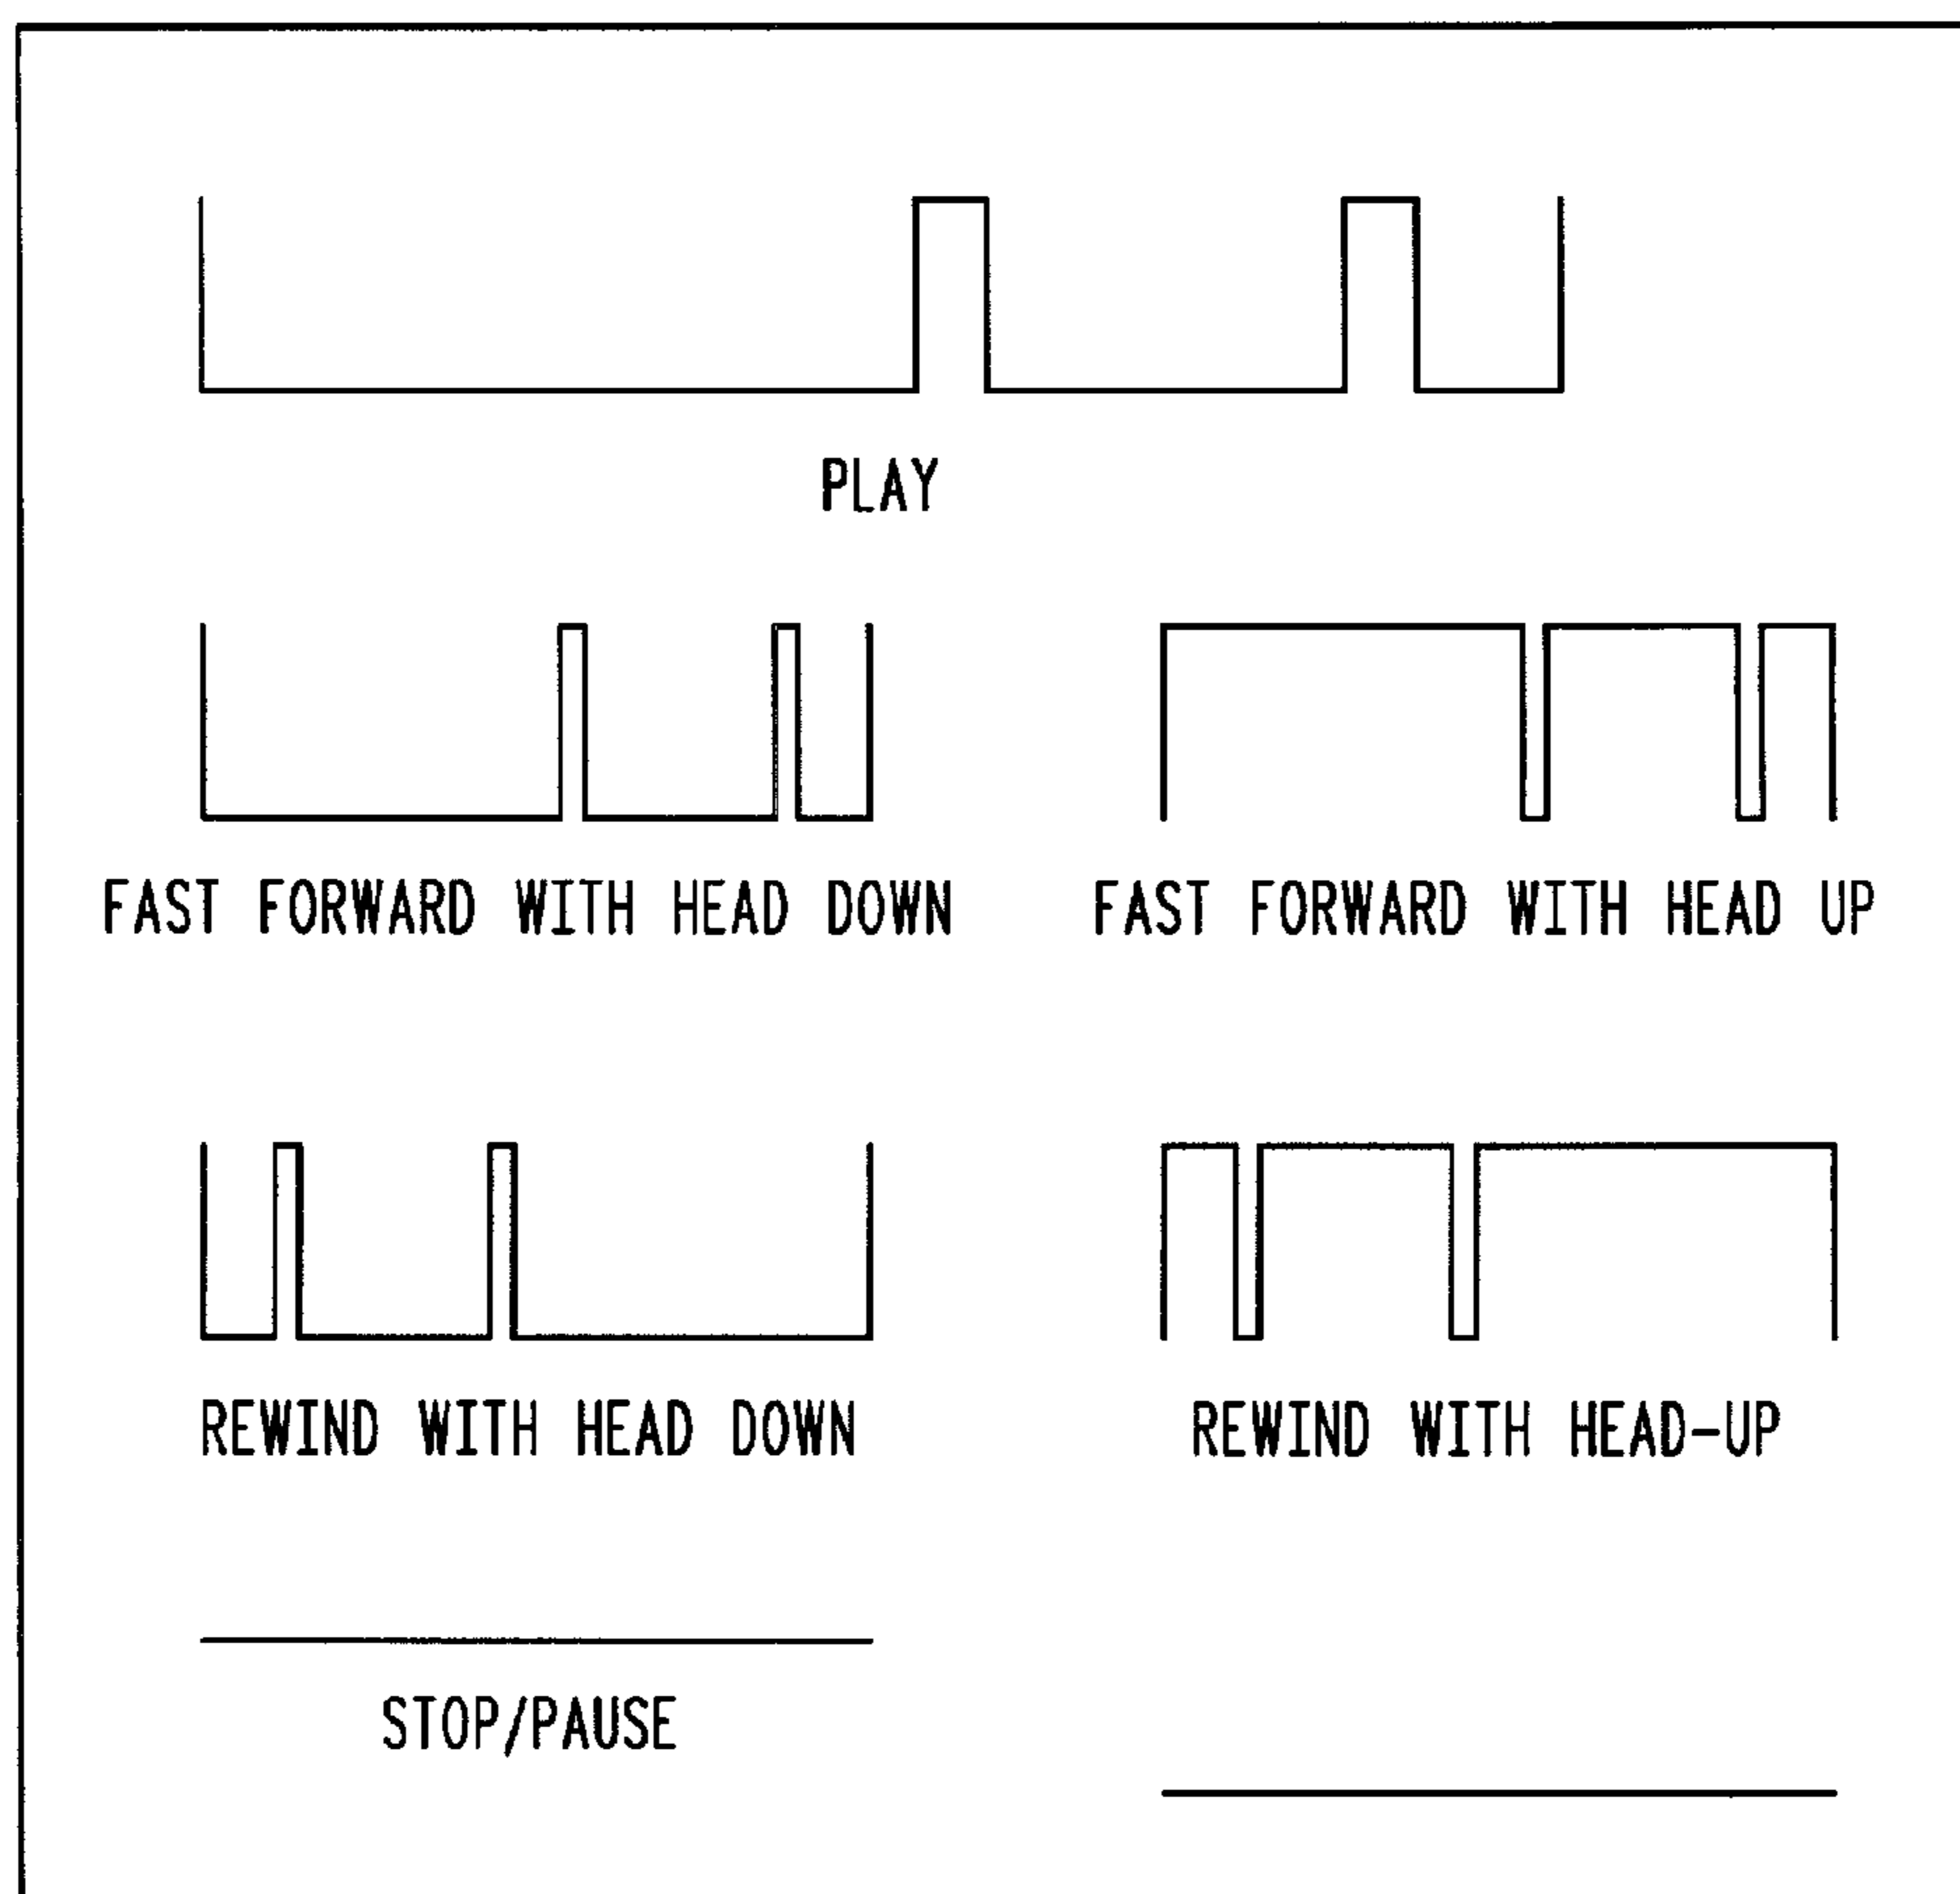 PLAY
FAST FORWARD WITH HEAD DOWN
FAST FORWARD WITH HEAD UP
REWIND WITH HEAD DOWN
REWIND WITH HEAD-UP
STOP/PAUSE